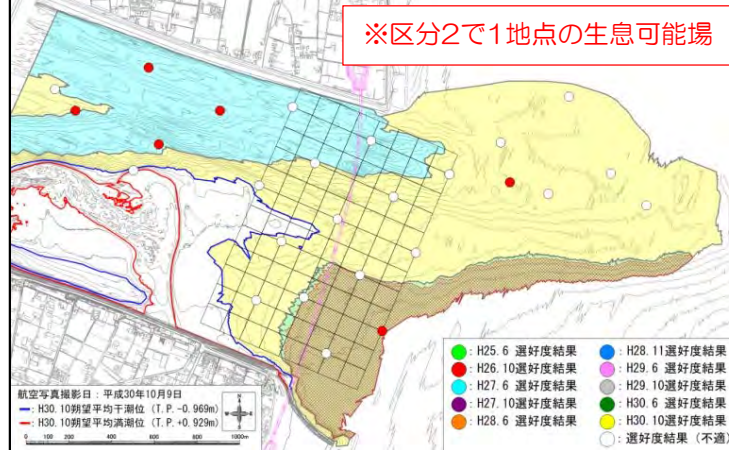 ※区分2で1地点の生息可能場
: H25.6 選好度結果
: H26.10選好度結果
: H27.6 選好度結果
: H27.10選好度結果
: H28.6 選好度結果
: H28.11選好度結果
: H29.6 選好度結果
: H29.10選好度結果
: H30.6 選好度結果
: H30.10選好度結果
: 選好度結果（不適）
航空写真撮影日：平成30年10月9日
: H30.10朔望平均干潮位 (T.P.-0.969m)
: H30.10朔望平均満潮位 (T.P.+0.929m)
0 200 400 600 800 1000m